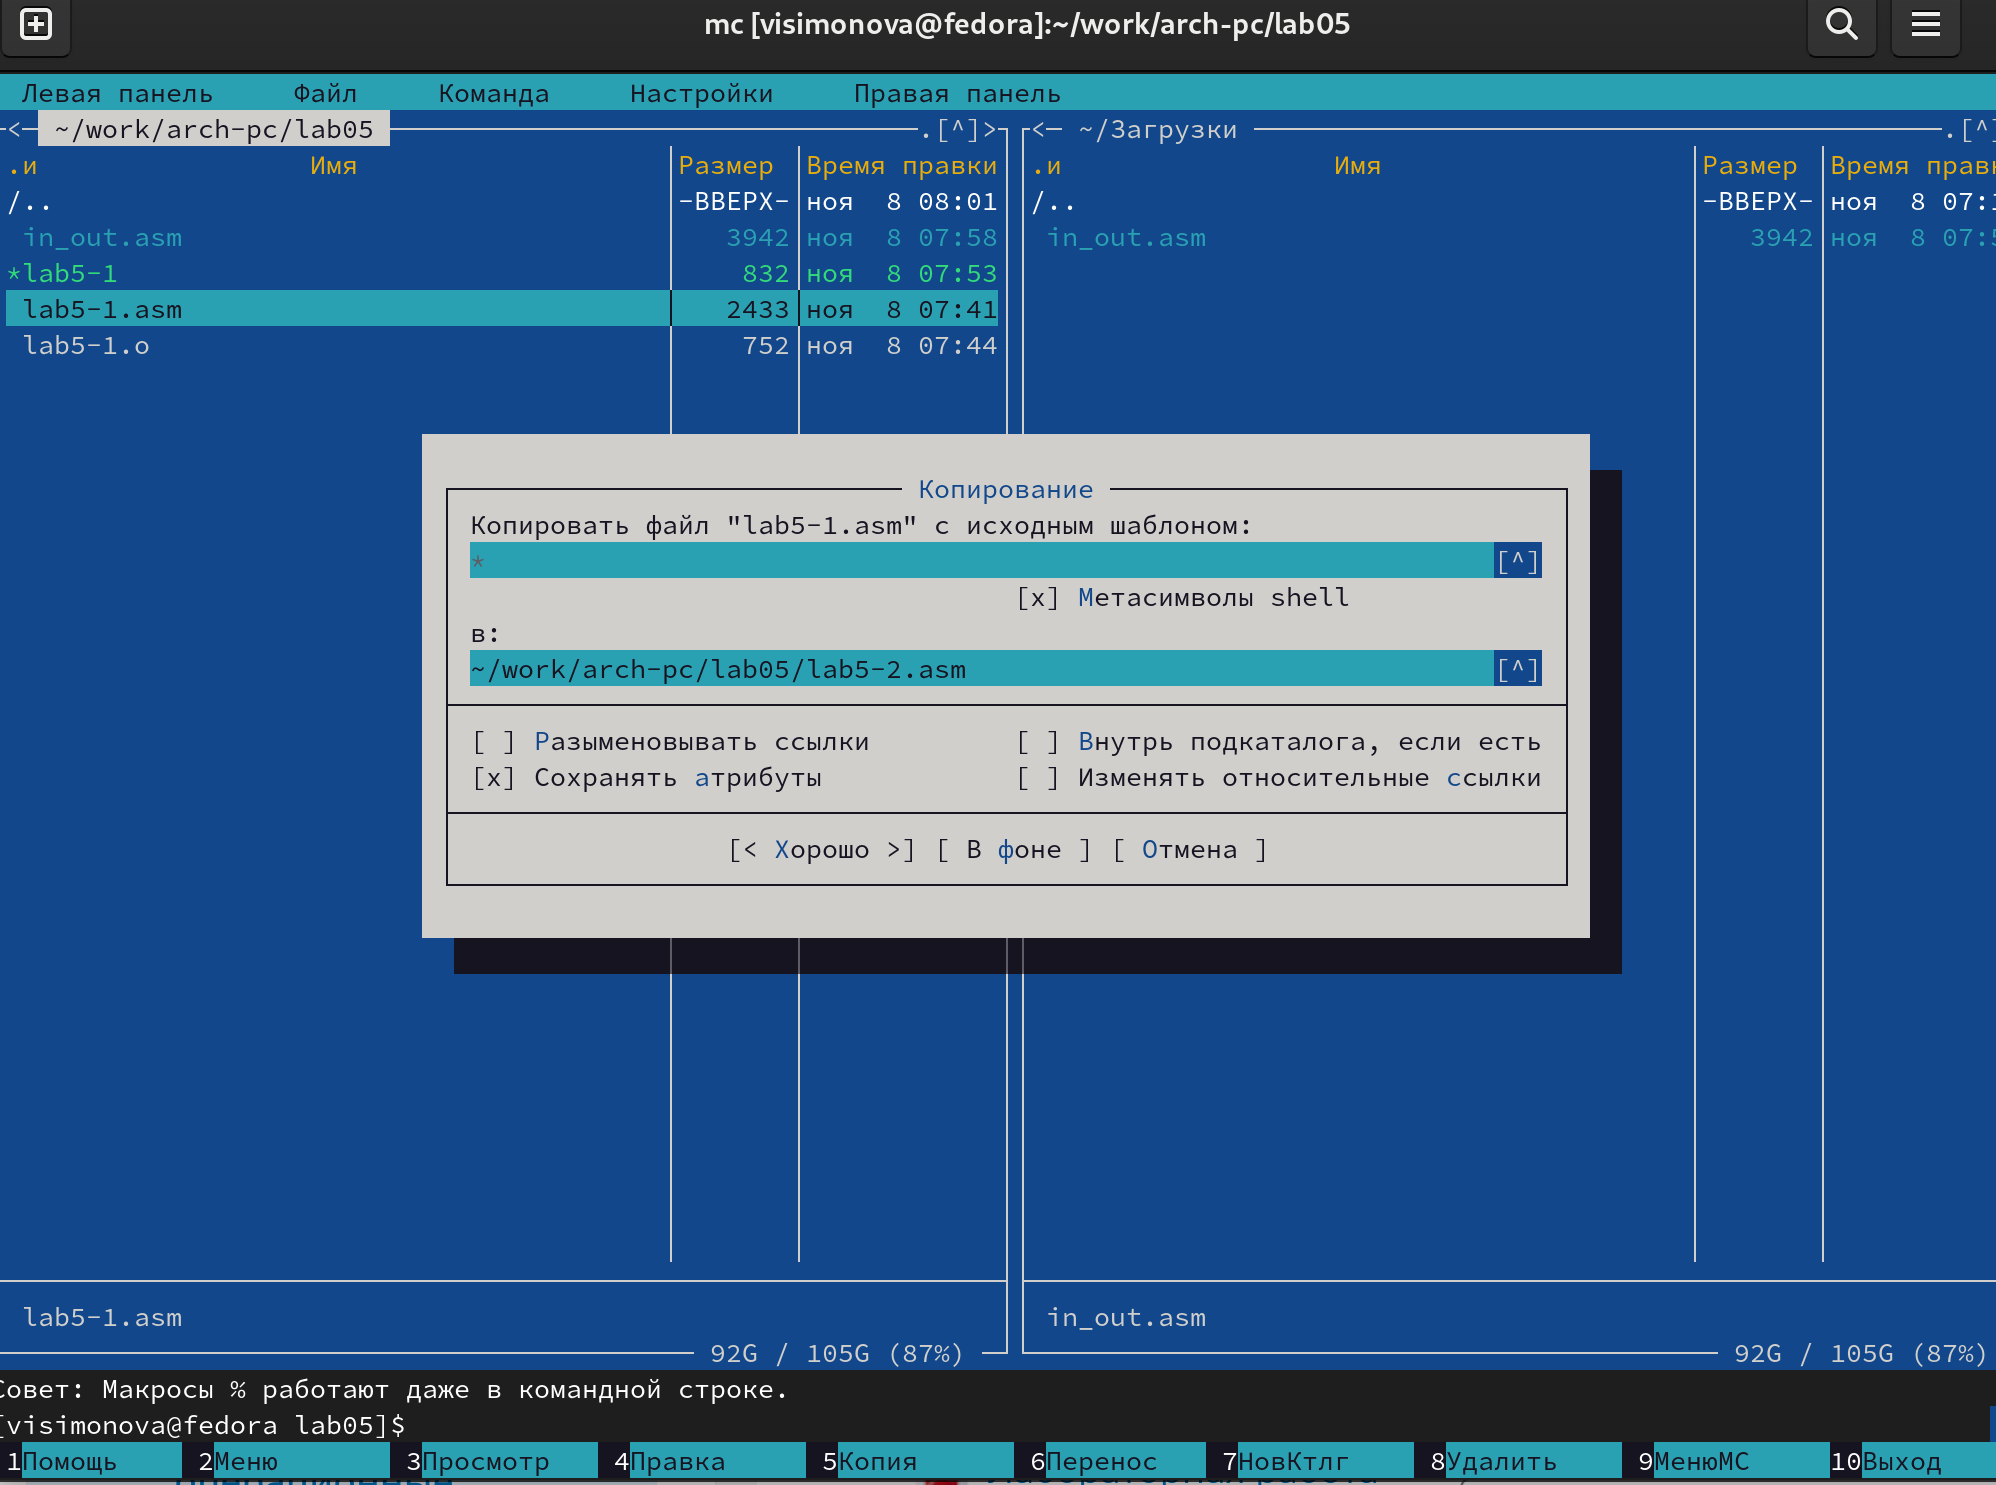 mc [visimonova@fedora]:~/work/arch-pc/lab05
Левая панель Файл Команда Настройки Правая панель
<─ ~/work/arch-pc/lab05 ─.[^]> <─ ~/Загрузки ─.[^]
.и Имя Размер Время правки .и Имя Размер Время прав
/.. -ВВЕРХ- ноя 8 08:01 /.. -ВВЕРХ- ноя 8 07:
in_out.asm 3942 ноя 8 07:58 in_out.asm 3942 ноя 8 07:5
*lab5-1 832 ноя 8 07:53
lab5-1.asm 2433 ноя 8 07:41
lab5-1.o 752 ноя 8 07:44
Копирование
Копировать файл "lab5-1.asm" с исходным шаблоном:
* [^]
[x] Метасимволы shell
в:
~/work/arch-pc/lab05/lab5-2.asm [^]
[ ] Разыменовывать ссылки [ ] Внутрь подкаталога, если есть
[x] Сохранять атрибуты [ ] Изменять относительные ссылки
[< Хорошо >] [ В фоне ] [ Отмена ]
lab5-1.asm in_out.asm
92G / 105G (87%) 92G / 105G (87%)
Совет: Макросы % работают даже в командной строке.
[visimonova@fedora lab05]$
1Помощь 2Меню 3Просмотр 4Правка 5Копия 6Перенос 7НовКтлг 8Удалить 9МенюMC 10Выход